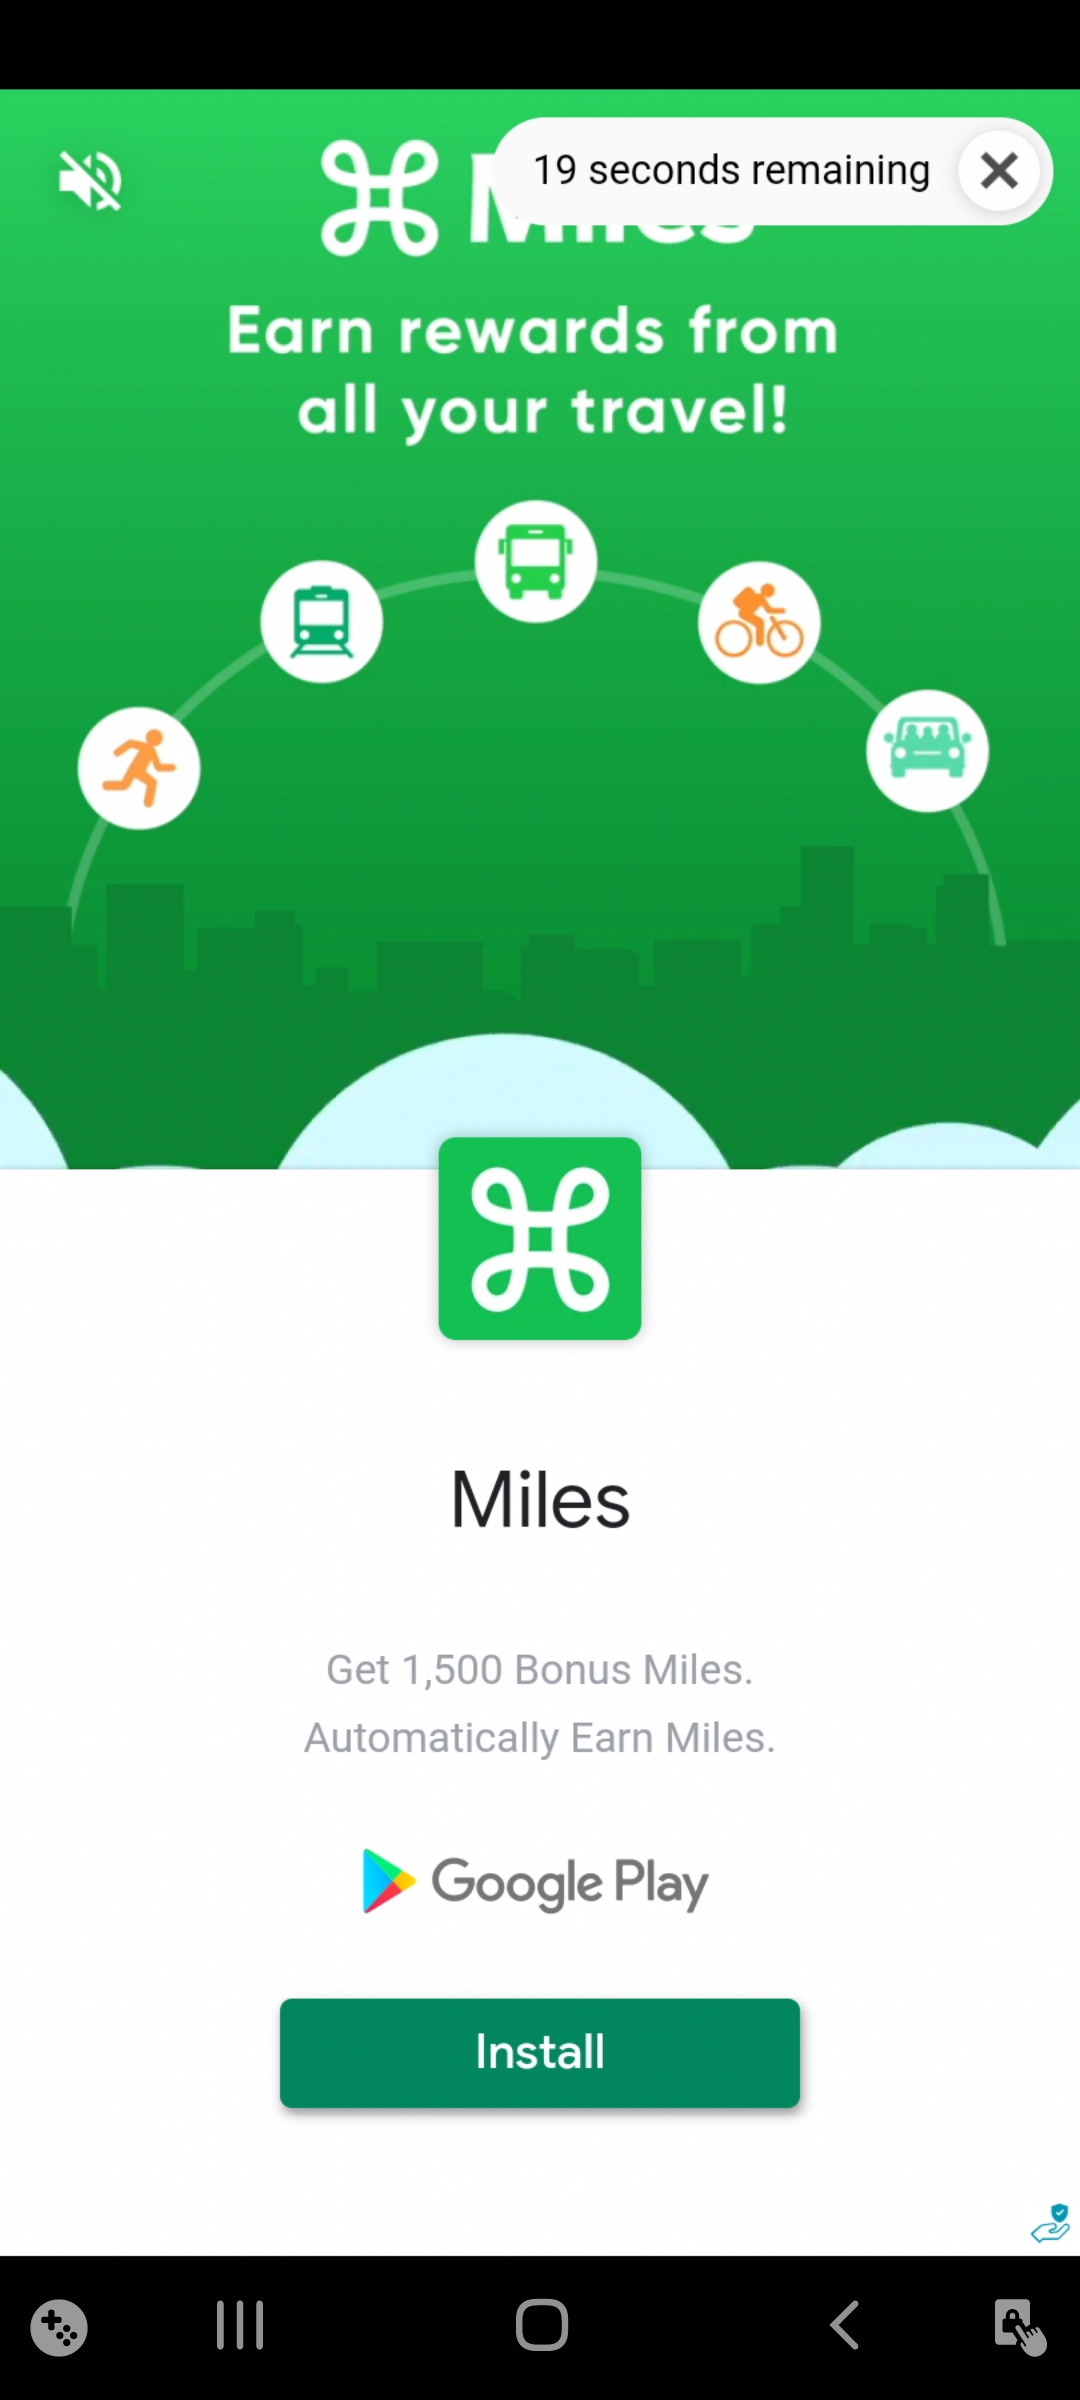 19 seconds remaining
Earn rewards from
all your travel!
Miles
Get 1,500 Bonus Miles.
Automatically Earn Miles.
Google Play
Install